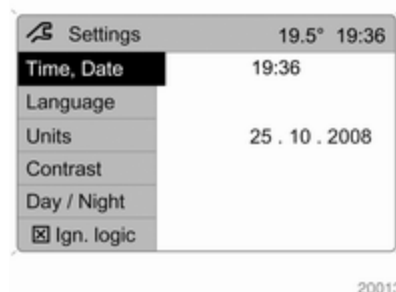 Settings 19.5° 19:36
Time, Date 19:36
Language
Units 25 . 10 . 2008
Contrast
Day / Night
Ign. logic